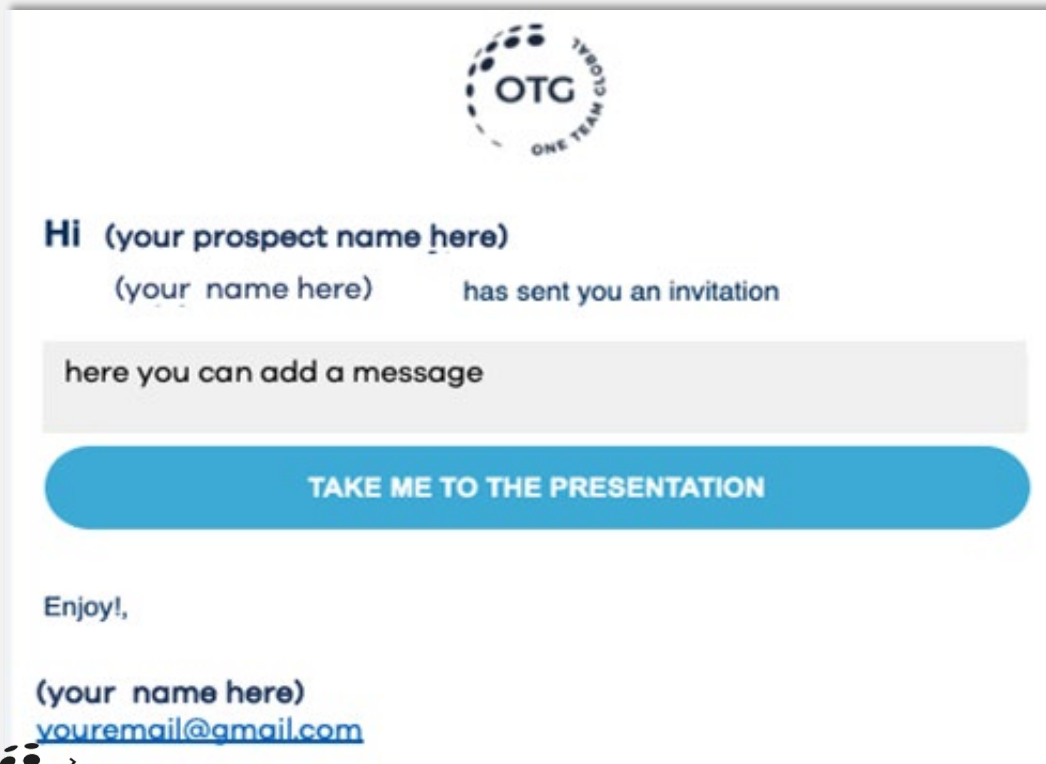 OTG
ONE TEAM GLOBAL
Hi (your prospect name here)
(your name here) has sent you an invitation
here you can add a message
TAKE ME TO THE PRESENTATION
Enjoy!,
(your name here)
youremail@gmail.com